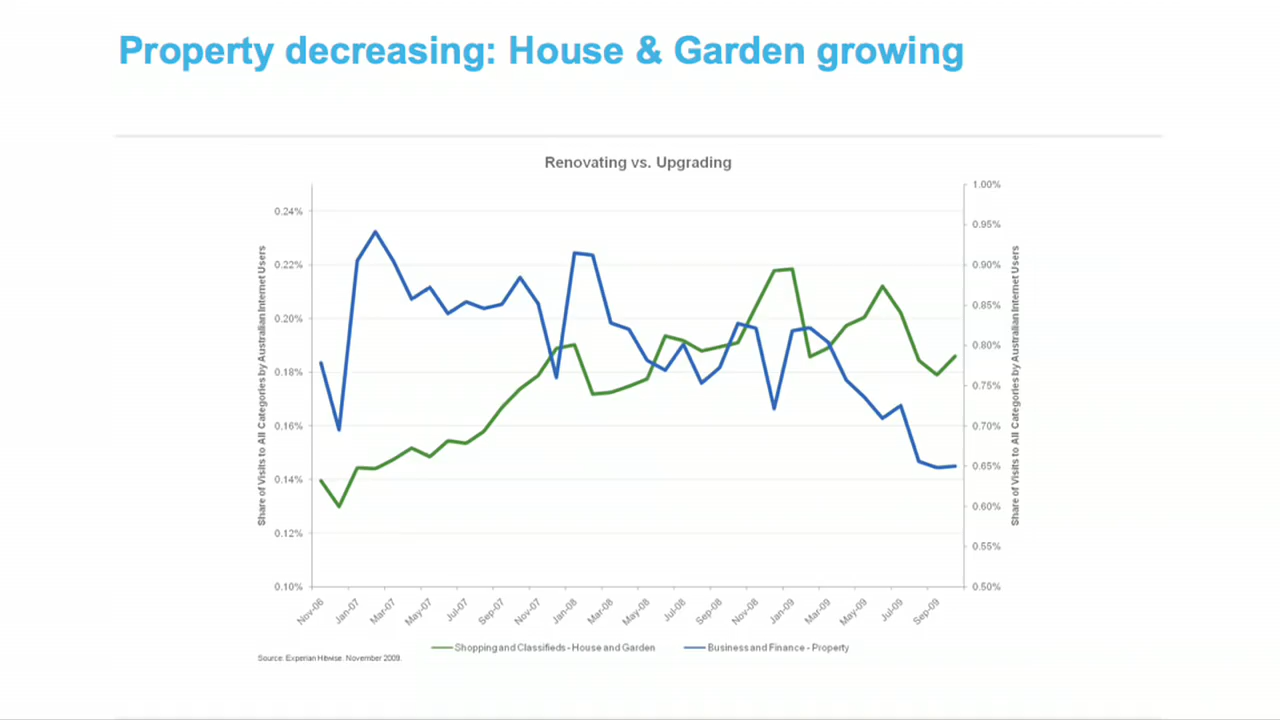 Property decreasing: House & Garden growing
Renovating vs. Upgrading
Share of Visits to All Categories by Australian Internet Users
0.24%
0.22%
0.20%
0.18%
0.16%
0.14%
0.12%
0.10%
1.00%
0.95%
0.90%
0.85%
0.80%
0.75%
0.70%
0.65%
0.60%
0.55%
0.50%
Share of Visits to All Categories by Australian Internet Users
Nov-06
Jan-07
Mar-07
May-07
Jul-07
Sep-07
Nov-07
Jan-08
Mar-08
May-08
Jul-08
Sep-08
Nov-08
Jan-09
Mar-09
May-09
Jul-09
Sep-09
Shopping and Classifieds - House and Garden
Business and Finance - Property
Source: Experian Hitwise. November 2009.